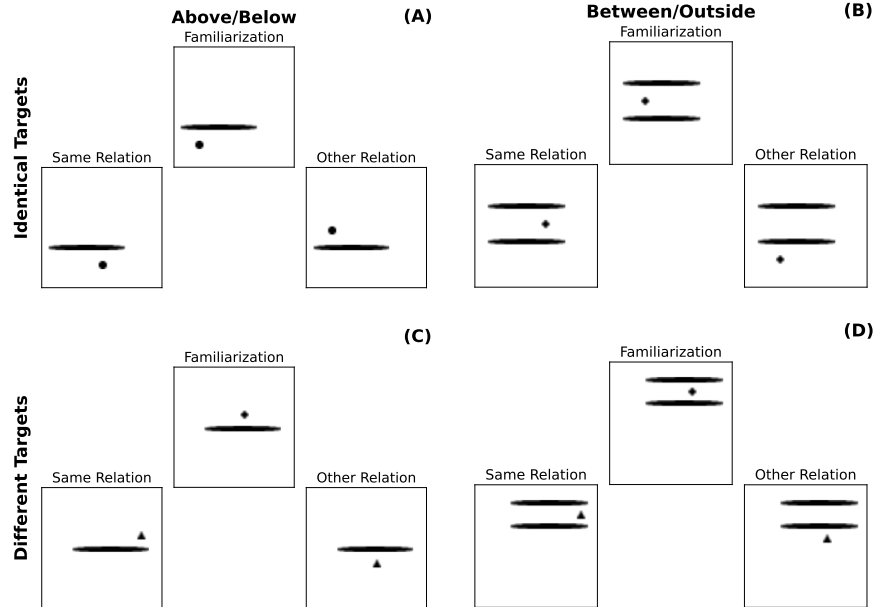 Above/Below
(A)
Familiarization
Same Relation
Other Relation
Identical Targets
Between/Outside
(B)
Familiarization
Same Relation
Other Relation
(C)
Familiarization
Same Relation
Other Relation
Different Targets
(D)
Familiarization
Same Relation
Other Relation